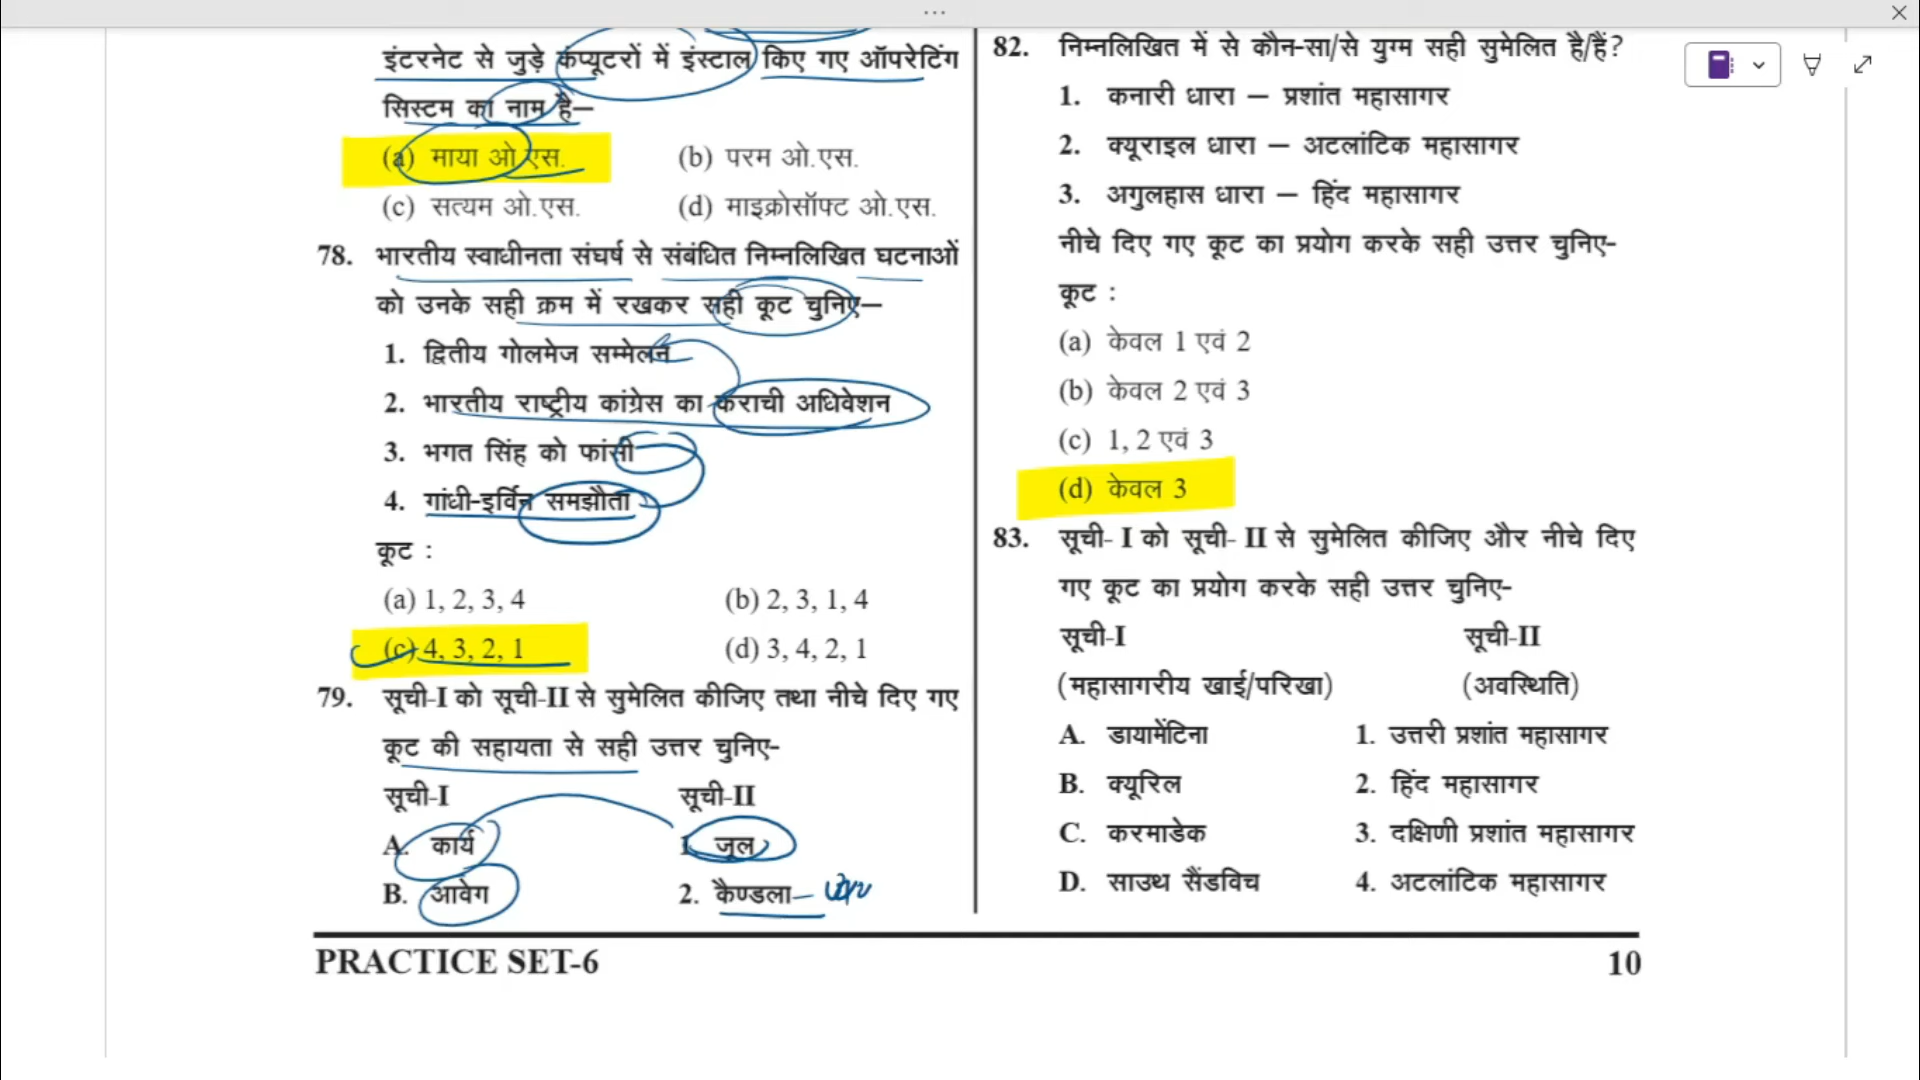 इंटरनेट से जुड़े कंप्यूटरों में इंस्टाल किए गए ऑपरेटिंग
सिस्टम का नाम है–
(a) माया ओ.एस. (b) परम ओ.एस.
(c) सत्यम ओ.एस. (d) माइक्रोसॉफ्ट ओ.एस.
78. भारतीय स्वाधीनता संघर्ष से संबंधित निम्नलिखित घटनाओं
को उनके सही क्रम में रखकर सही कूट चुनिए–
1. द्वितीय गोलमेज सम्मेलन
2. भारतीय राष्ट्रीय कांग्रेस का कराची अधिवेशन
3. भगत सिंह को फांसी
4. गांधी-इर्विन समझौता
कूट :
(a) 1, 2, 3, 4 (b) 2, 3, 1, 4
(c) 4, 3, 2, 1 (d) 3, 4, 2, 1
79. सूची-I को सूची-II से सुमेलित कीजिए तथा नीचे दिए गए
कूट की सहायता से सही उत्तर चुनिए-
सूची-I सूची-II
A. कार्य 1. जूल
B. आवेग 2. कैण्डला
82. निम्नलिखित में से कौन-सा/से युग्म सही सुमेलित है/हैं?
1. कनारी धारा – प्रशांत महासागर
2. क्यूराइल धारा – अटलांटिक महासागर
3. अगुलहास धारा – हिंद महासागर
नीचे दिए गए कूट का प्रयोग करके सही उत्तर चुनिए-
कूट :
(a) केवल 1 एवं 2
(b) केवल 2 एवं 3
(c) 1, 2 एवं 3
(d) केवल 3
83. सूची- I को सूची- II से सुमेलित कीजिए और नीचे दिए
गए कूट का प्रयोग करके सही उत्तर चुनिए-
सूची-I सूची-II
(महासागरीय खाई/परिखा) (अवस्थिति)
A. डायामेंटिना 1. उत्तरी प्रशांत महासागर
B. क्यूरिल 2. हिंद महासागर
C. करमाडेक 3. दक्षिणी प्रशांत महासागर
D. साउथ सैंडविच 4. अटलांटिक महासागर
PRACTICE SET-6 10